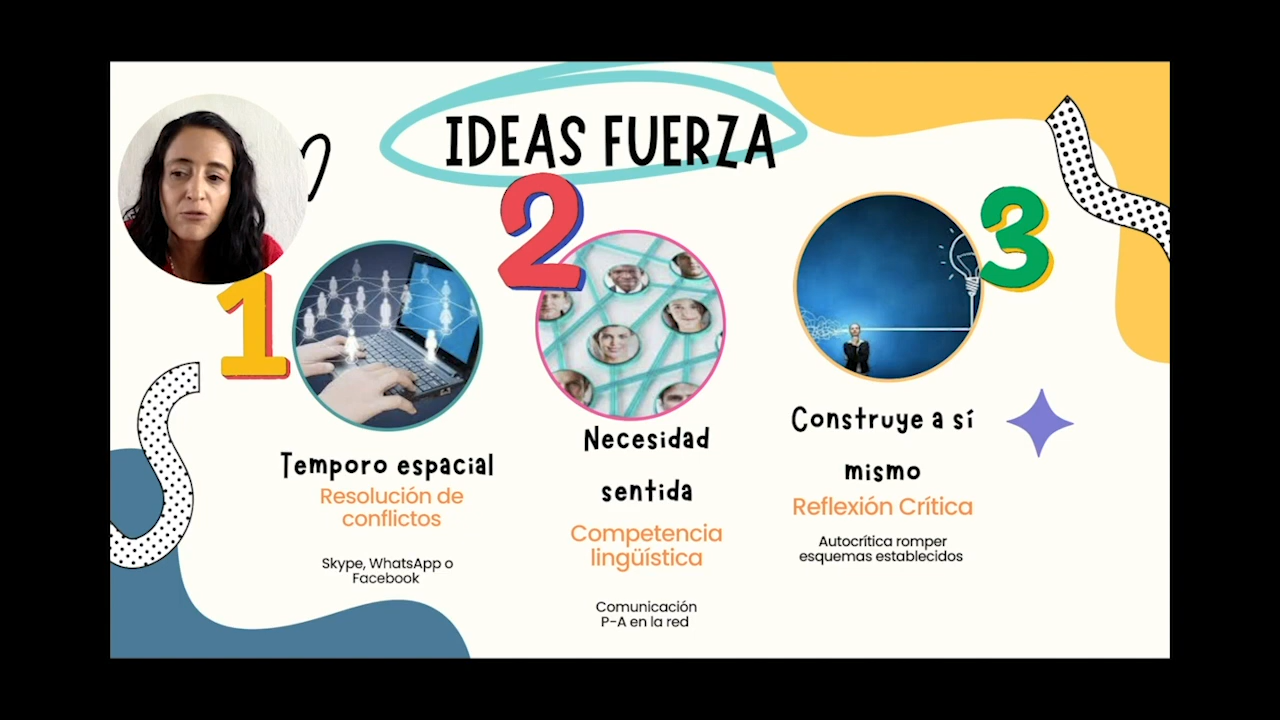 IDEAS FUERZA
1
Temporo espacial
Resolución de
conflictos
Skype, WhatsApp o
Facebook
2
Necesidad
sentida
Competencia
lingüística
Comunicación
P-A en la red
3
Construye a sí
mismo
Reflexión Crítica
Autocrítica romper
esquemas establecidos